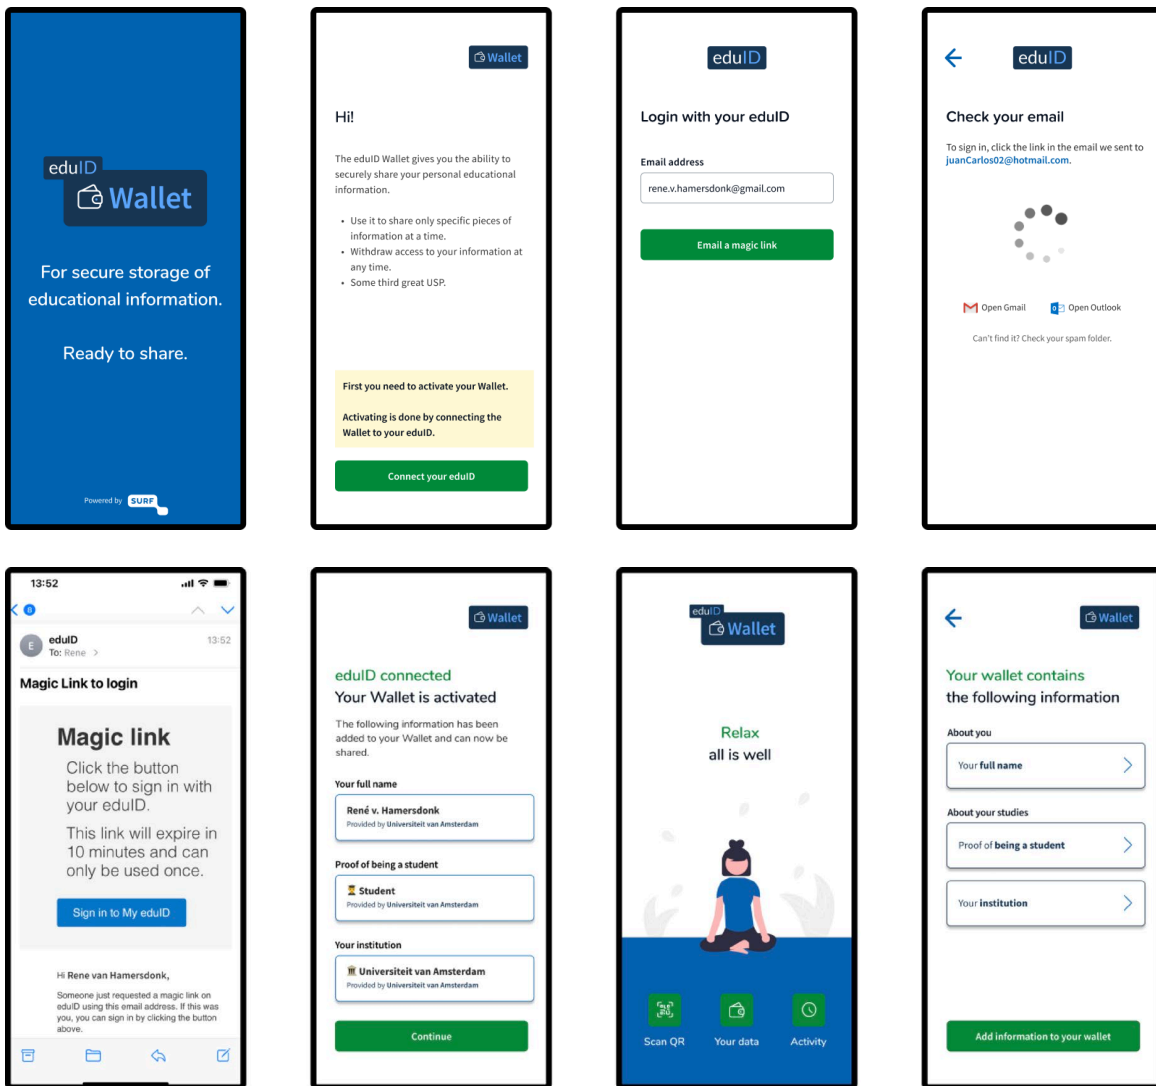 eduID
Wallet
For secure storage of
educational information.
Ready to share.
Powered by SURF
Wallet
Hi!
The eduID Wallet gives you the ability to
securely share your personal educational
information.
• Use it to share only specific pieces of
information at a time.
• Withdraw access to your information at
any time.
• Some third great USP.
First you need to activate your Wallet.
Activating is done by connecting the
Wallet to your eduID.
Connect your eduID
eduID
Login with your eduID
Email address
rene.v.hamersdonk@gmail.com
Email a magic link
eduID
Check your email
To sign in, click the link in the email we sent to
juanCarlos02@hotmail.com.
Open Gmail Open Outlook
Can't find it? Check your spam folder.
13:52
8
E
eduID 13:52
To: Rene >
Magic Link to login
Magic link
Click the button
below to sign in with
your eduID.
This link will expire in
10 minutes and can
only be used once.
Sign in to My eduID
Hi Rene van Hamersdonk,
Someone just requested a magic link on
eduID using this email address. If this was
you, you can sign in by clicking the button
above.
Wallet
eduID connected
Your Wallet is activated
The following information has been
added to your Wallet and can now be
shared.
Your full name
René v. Hamersdonk
Provided by Universiteit van Amsterdam
Proof of being a student
Student
Provided by Universiteit van Amsterdam
Your institution
Universiteit van Amsterdam
Provided by Universiteit van Amsterdam
Continue
eduID
Wallet
Relax
all is well
Scan QR Your data Activity
Wallet
Your wallet contains
the following information
About you
Your full name
About your studies
Proof of being a student
Your institution
Add information to your wallet